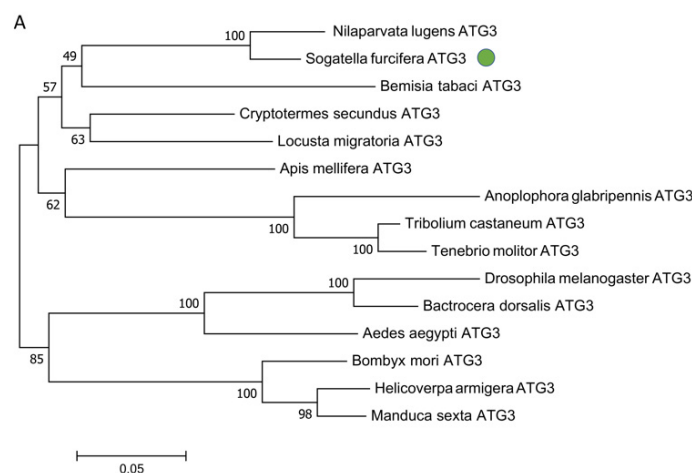 A
Nilaparvata lugens ATG3
100
Sogatella furcifera ATG3
49
Bemisia tabaci ATG3
57
Cryptotermes secundus ATG3
63
Locusta migratoria ATG3
Apis mellifera ATG3
62
Anoplophora glabripennis ATG3
100
Tribolium castaneum ATG3
100
Tenebrio molitor ATG3
Drosophila melanogaster ATG3
100
100
Bactrocera dorsalis ATG3
Aedes aegypti ATG3
85
Bombyx mori ATG3
100
Helicoverpa armigera ATG3
98
Manduca sexta ATG3
0.05